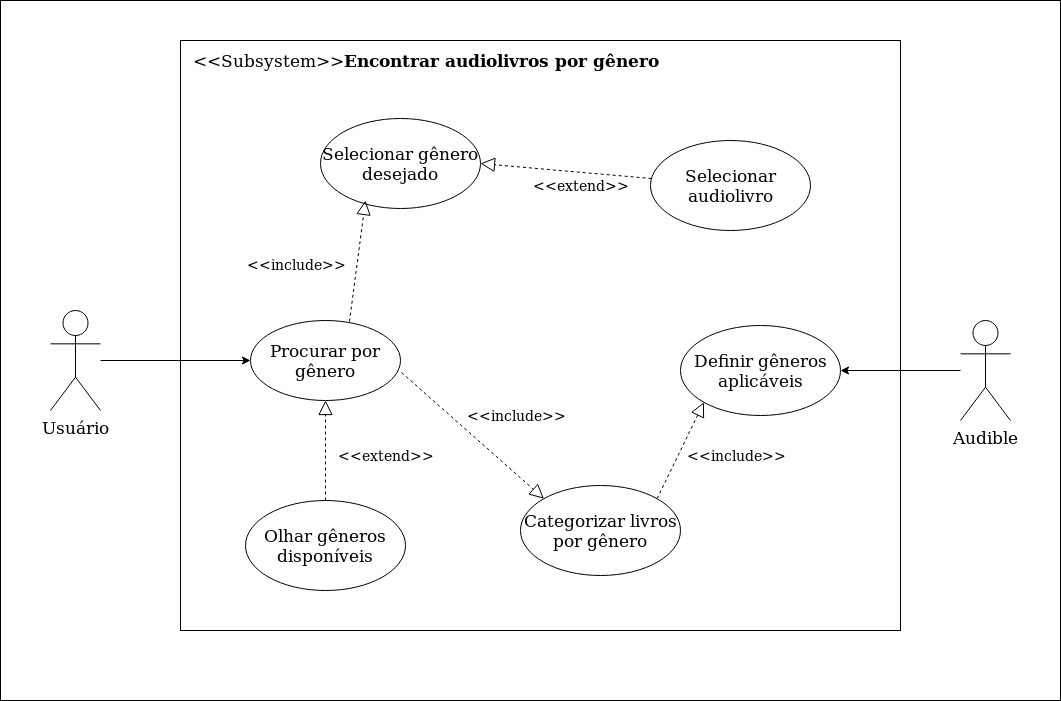 <<Subsystem>>Encontrar audiolivros por gênero
Selecionar gênero
desejado
Selecionar
audiolivro
<<extend>>
<<include>>
Procurar por
gênero
Definir gêneros
aplicáveis
Usuário
Audible
<<include>>
<<extend>>
<<include>>
Olhar gêneros
disponíveis
Categorizar livros
por gênero